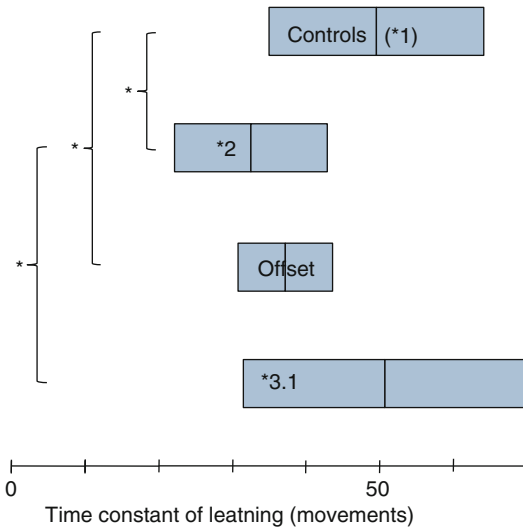 Controls (*1)
*
*
*2
*
Offset
*3.1
0 50
Time constant of leatning (movements)